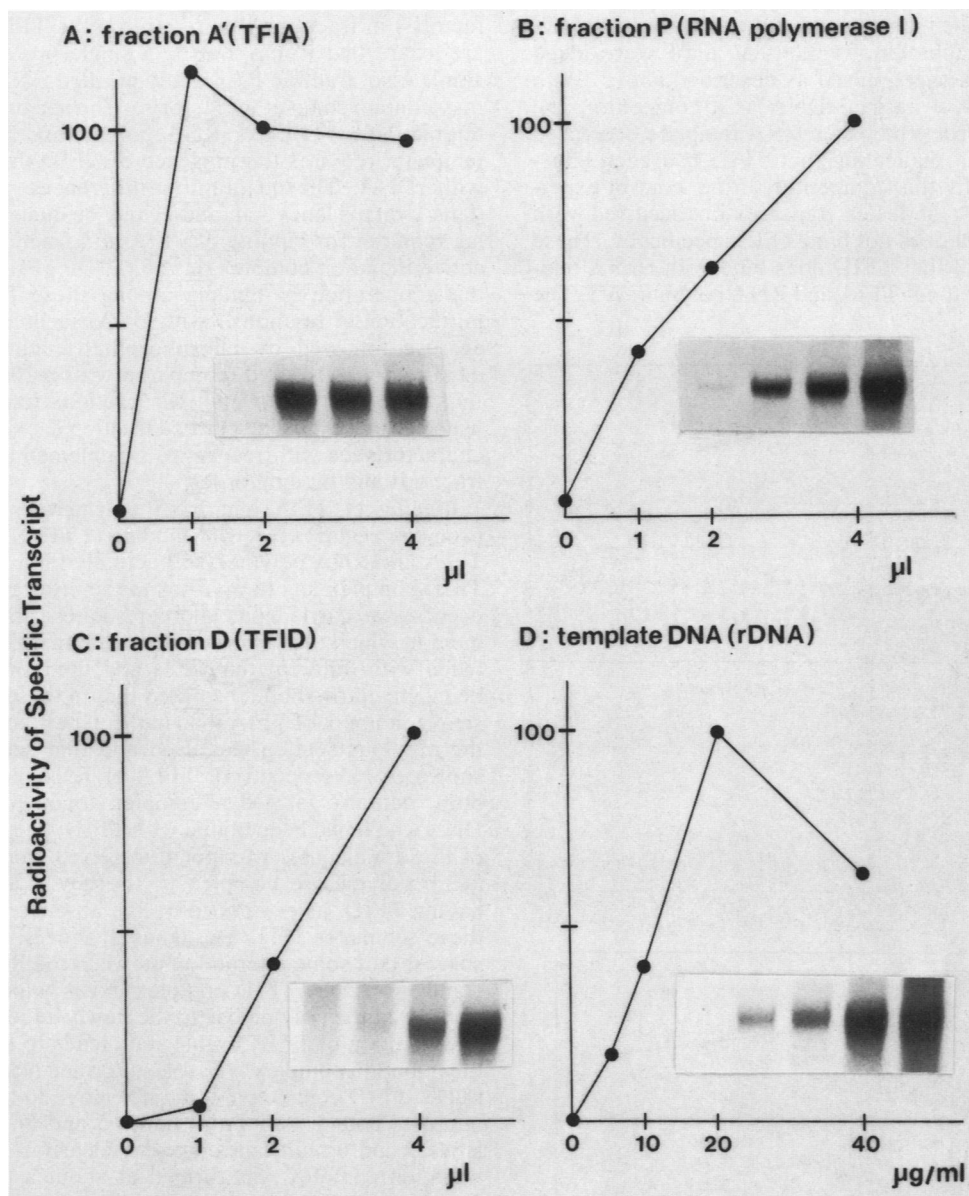 A: fraction A'(TFIA)
100
0
1
2
4
µl
B: fraction P(RNA polymerase I)
100
0
1
2
4
µl
Radioactivity of Specific Transcript
C: fraction D(TFID)
100
0
1
2
4
µl
D: template DNA(rDNA)
100
0
10
20
40
µg/ml